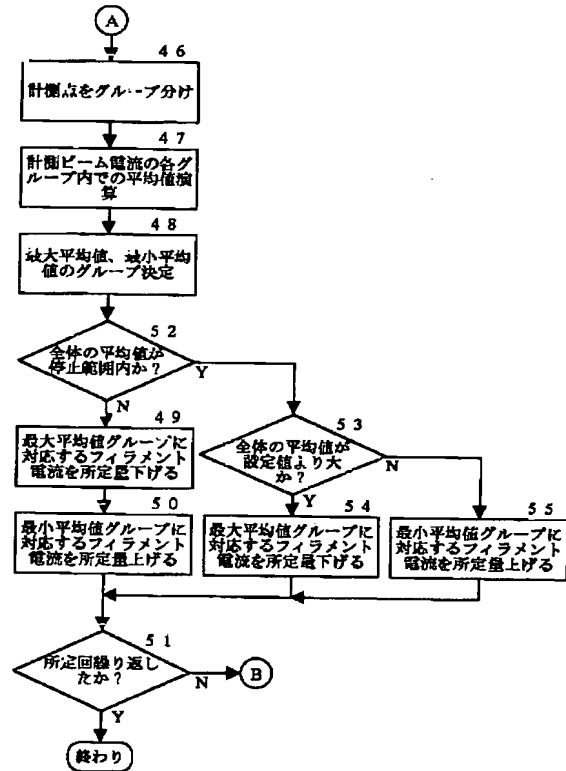 A
46
計測点をグループ分け
47
計測ビーム電流の各グ
ループ内での平均値演
算
48
最大平均値、最小平均
値のグループ決定
52
全体の平均値が
停止範囲内か？
Y
N
49
最大平均値グループに
対応するフィラメント
電流を所定量下げる
53
全体の平均値が
設定値より大
か？
N
Y
50
最小平均値グループに
対応するフィラメント
電流を所定量上げる
54
最大平均値グループに
対応するフィラメント
電流を所定量下げる
55
最小平均値グループに
対応するフィラメント
電流を所定量上げる
51
所定回繰り返し
たか？
N
B
Y
終わり